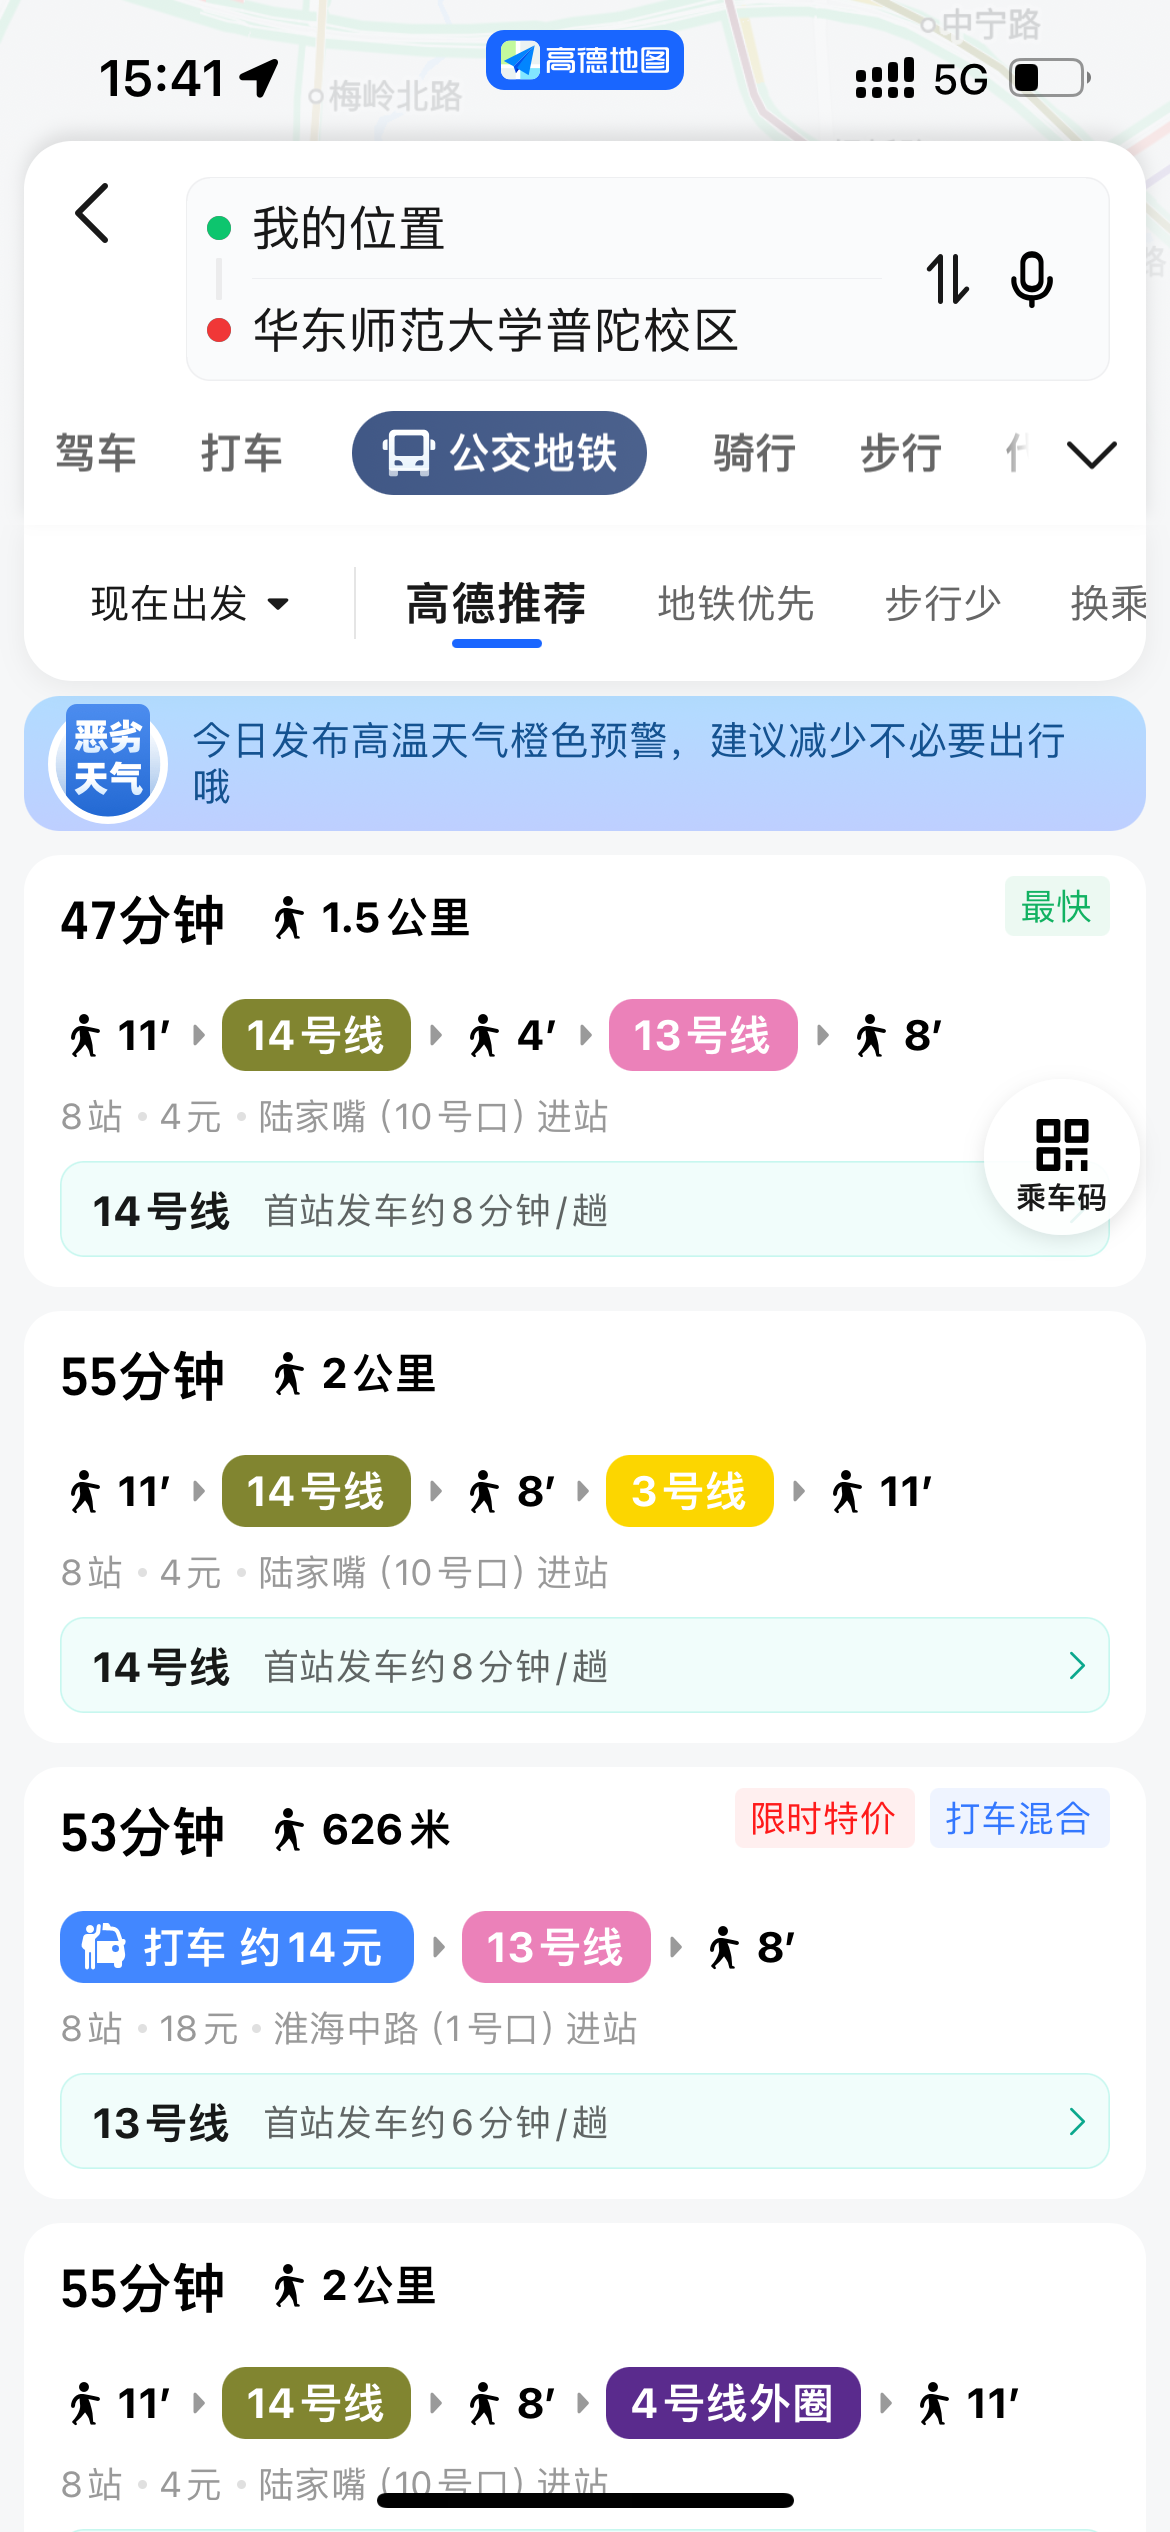 中宁路
15:41
高德地图
5G
梅岭北路
路
我的位置
华东师范大学普陀校区
驾车 打车 公交地铁 骑行 步行
现在出发 高德推荐 地铁优先 步行少 换乘
恶劣天气
今日发布高温天气橙色预警，建议减少不必要出行
哦
47分钟 1.5公里 最快
11′ 14号线 4′ 13号线 8′
8站·4元·陆家嘴（10号口）进站
乘车码
14号线 首站发车约8分钟/趟
55分钟 2公里
11′ 14号线 8′ 3号线 11′
8站·4元·陆家嘴（10号口）进站
14号线 首站发车约8分钟/趟
53分钟 626米 限时特价 打车混合
打车 约14元 13号线 8′
8站·18元·淮海中路（1号口）进站
13号线 首站发车约6分钟/趟
55分钟 2公里
11′ 14号线 8′ 4号线外圈 11′
8站·4元·陆家嘴（10号口）进站